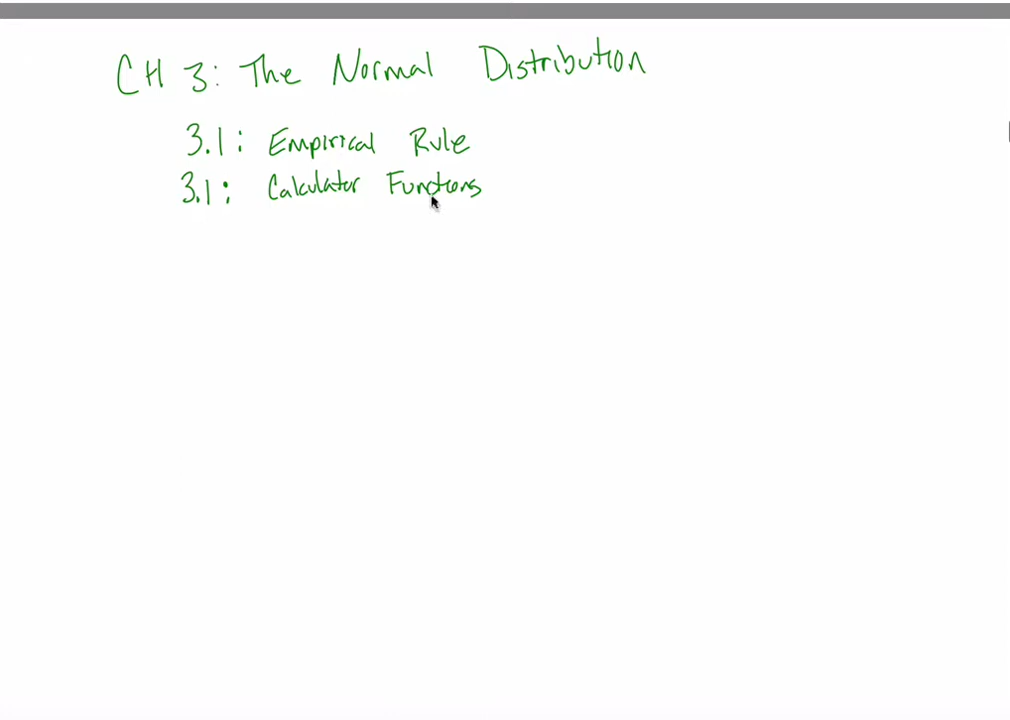 CH 3: The Normal Distribution
3.1: Empirical Rule
3.1: Calculator Functions